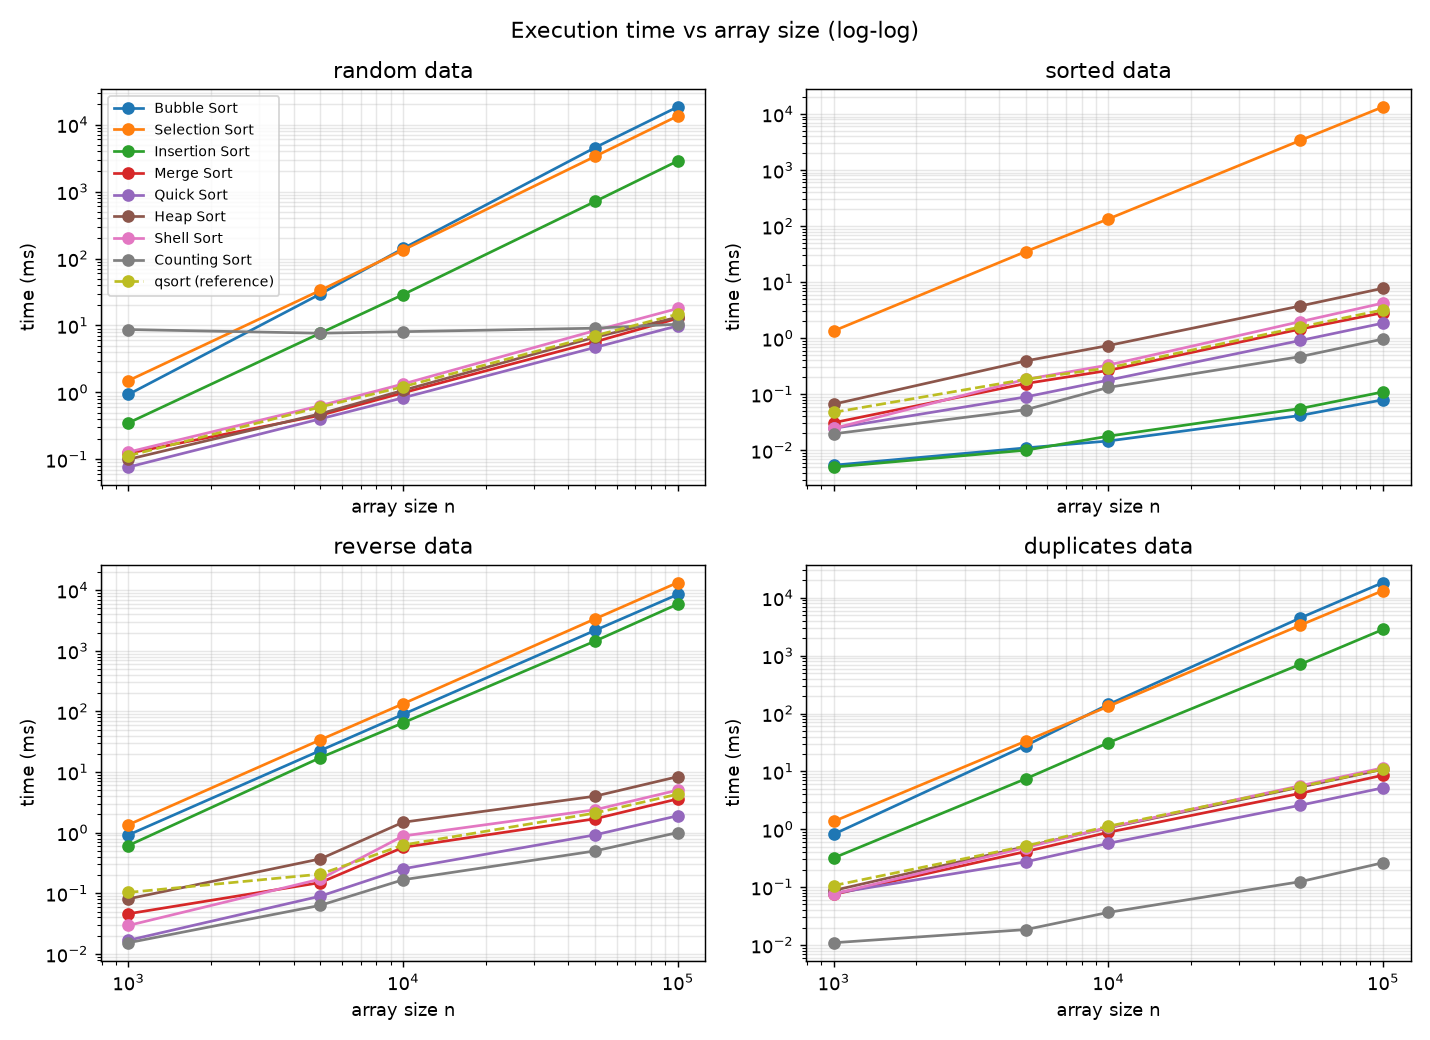 Execution time vs array size (log-log)
random data
time (ms)
10⁴
10³
10²
10¹
10⁰
10⁻¹
Bubble Sort
Selection Sort
Insertion Sort
Merge Sort
Quick Sort
Heap Sort
Shell Sort
Counting Sort
qsort (reference)
array size n
sorted data
time (ms)
10⁴
10³
10²
10¹
10⁰
10⁻¹
10⁻²
array size n
reverse data
time (ms)
10⁴
10³
10²
10¹
10⁰
10⁻¹
10⁻²
10³ 10⁴ 10⁵
array size n
duplicates data
time (ms)
10⁴
10³
10²
10¹
10⁰
10⁻¹
10⁻²
10³ 10⁴ 10⁵
array size n